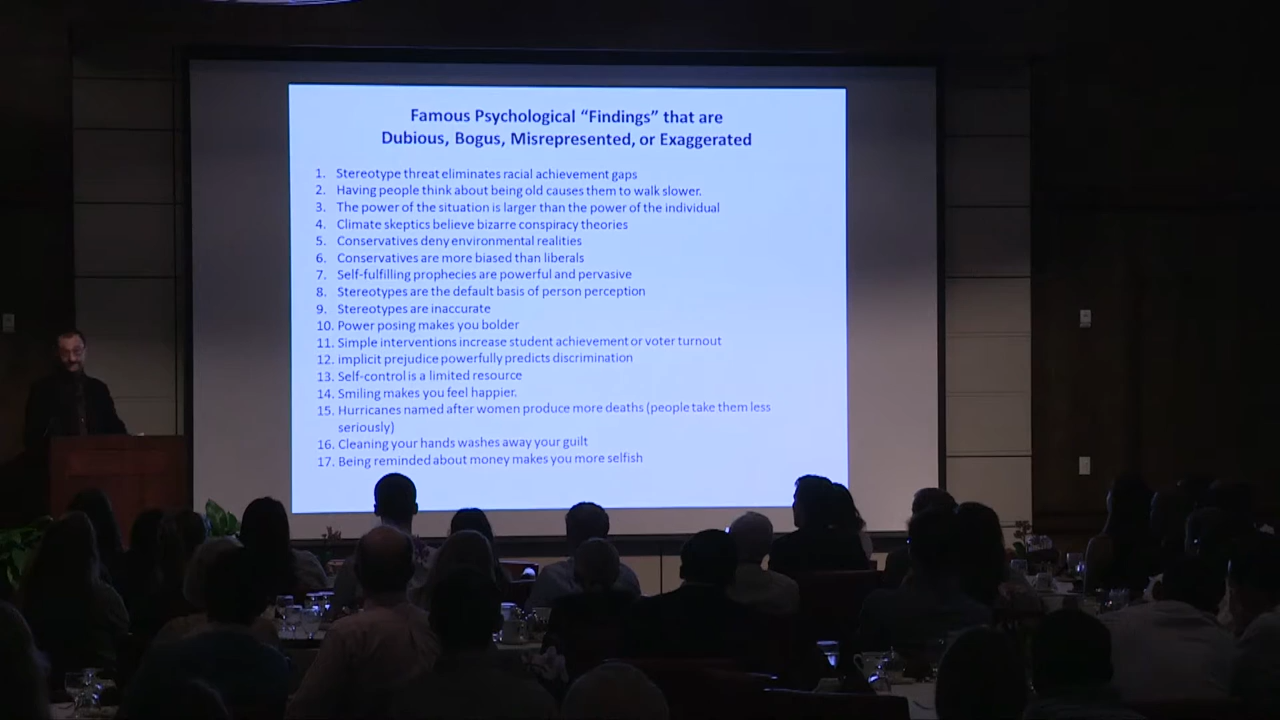 Famous Psychological “Findings” that are
Dubious, Bogus, Misrepresented, or Exaggerated
1. Stereotype threat eliminates racial achievement gaps
2. Having people think about being old causes them to walk slower.
3. The power of the situation is larger than the power of the individual
4. Climate skeptics believe bizarre conspiracy theories
5. Conservatives deny environmental realities
6. Conservatives are more biased than liberals
7. Self-fulfilling prophecies are powerful and pervasive
8. Stereotypes are the default basis of person perception
9. Stereotypes are inaccurate
10. Power posing makes you bolder
11. Simple interventions increase student achievement or voter turnout
12. implicit prejudice powerfully predicts discrimination
13. Self-control is a limited resource
14. Smiling makes you feel happier.
15. Hurricanes named after women produce more deaths (people take them less
seriously)
16. Cleaning your hands washes away your guilt
17. Being reminded about money makes you more selfish